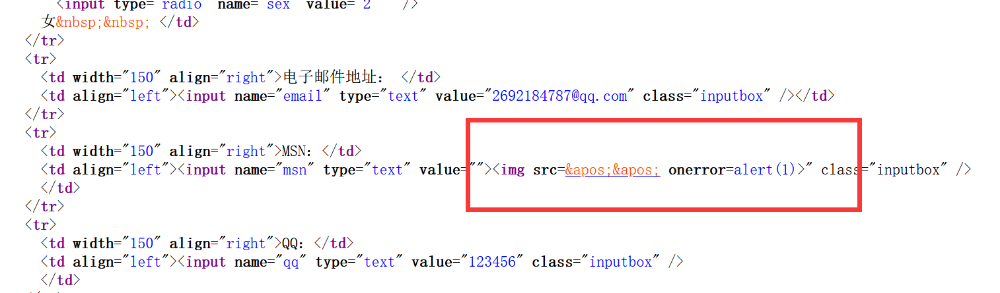 <input type="radio" name="sex" value="2" />
女&nbsp;&nbsp; </td>
</tr>
<tr>
<td width="150" align="right">电子邮件地址： </td>
<td align="left"><input name="email" type="text" value="2692184787@qq.com" class="inputbox" /></td>
</tr>
<tr>
<td width="150" align="right">MSN：</td>
<td align="left"><input name="msn" type="text" value=""><img src=&apos;&apos; onerror=alert(1)>" class="inputbox" />
</td>
</tr>
<tr>
<td width="150" align="right">QQ：</td>
<td align="left"><input name="qq" type="text" value="123456" class="inputbox" />
</td>